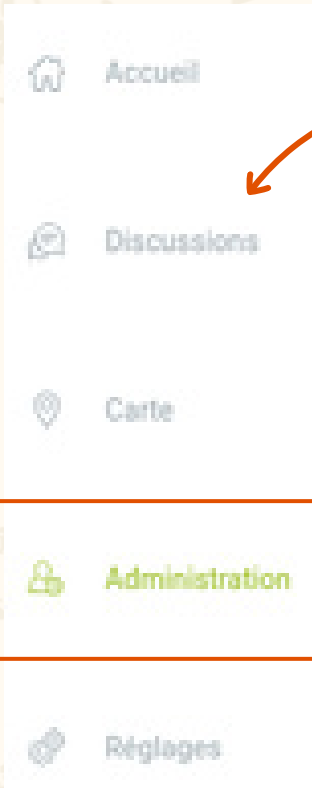 Accueil
Discussions
Carte
Administration
Réglages